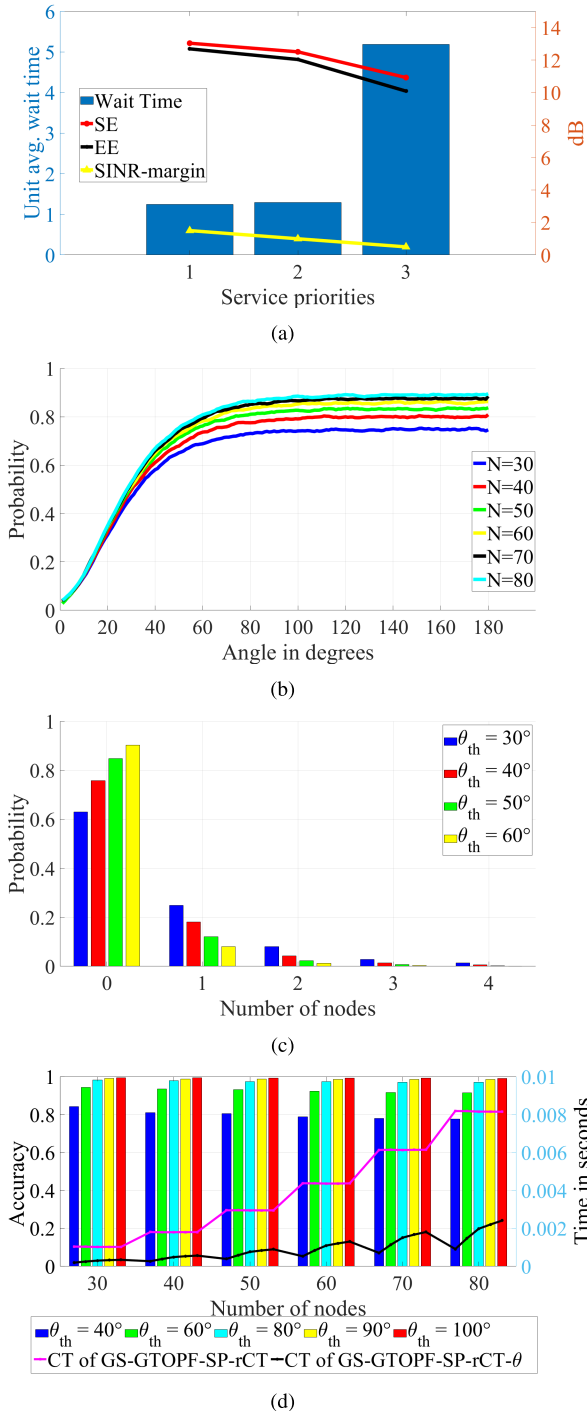 6
5
4
3
2
1
0
Unit avg. wait time
14
12
10
8
6
4
2
0
dB
Wait Time
SE
EE
SINR-margin
1 2 3
Service priorities
(a)
1
0.8
0.6
0.4
0.2
0
Probability
N=30
N=40
N=50
N=60
N=70
N=80
0 20 40 60 80 100 120 140 160 180
Angle in degrees
(b)
1
0.8
0.6
0.4
0.2
0
Probability
θth = 30°
θth = 40°
θth = 50°
θth = 60°
0 1 2 3 4
Number of nodes
(c)
1
0.8
0.6
0.4
0.2
0
Accuracy
0.01
0.008
0.006
0.004
0.002
0
Time in seconds
30 40 50 60 70 80
Number of nodes
θth = 40° θth = 60° θth = 80° θth = 90° θth = 100°
CT of GS-GTOPF-SP-rCT CT of GS-GTOPF-SP-rCT-θ
(d)